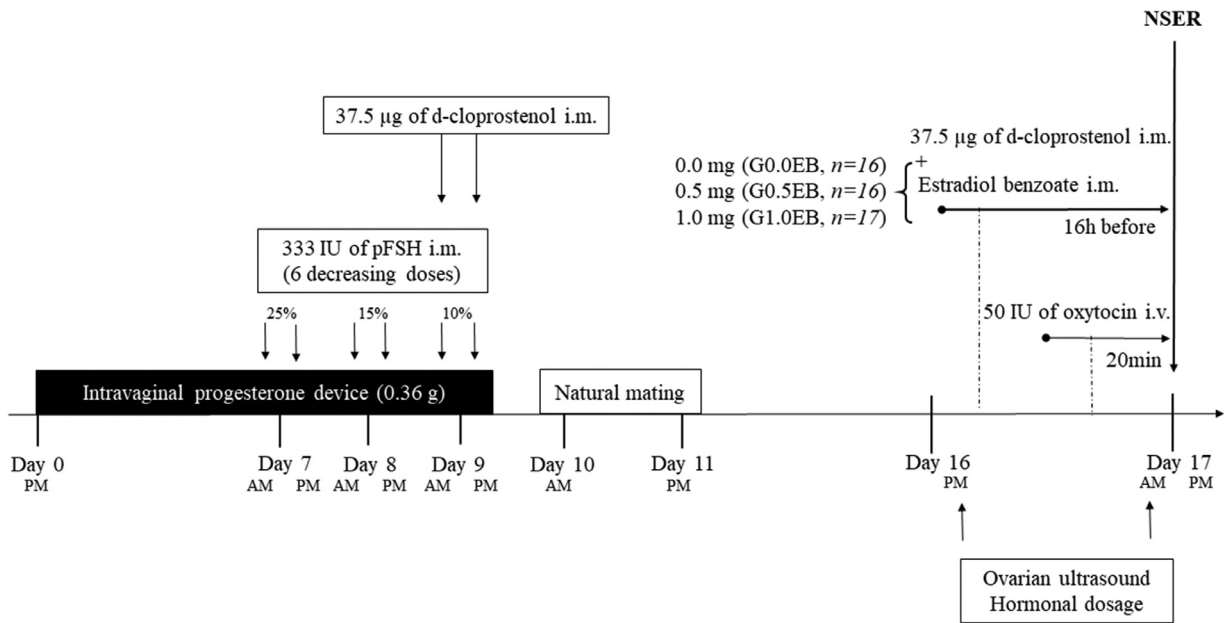 NSER
37.5 µg of d-cloprostenol i.m.
37.5 µg of d-cloprostenol i.m.
+
0.0 mg (G0.0EB, n=16)
0.5 mg (G0.5EB, n=16)
1.0 mg (G1.0EB, n=17)
Estradiol benzoate i.m.
16h before
333 IU of pFSH i.m.
(6 decreasing doses)
25% 15% 10%
50 IU of oxytocin i.v.
20min
Intravaginal progesterone device (0.36 g)
Natural mating
Day 0 Day 7 Day 8 Day 9 Day 10 Day 11 Day 16 Day 17
PM AM PM AM PM AM PM AM PM PM AM PM
Ovarian ultrasound
Hormonal dosage